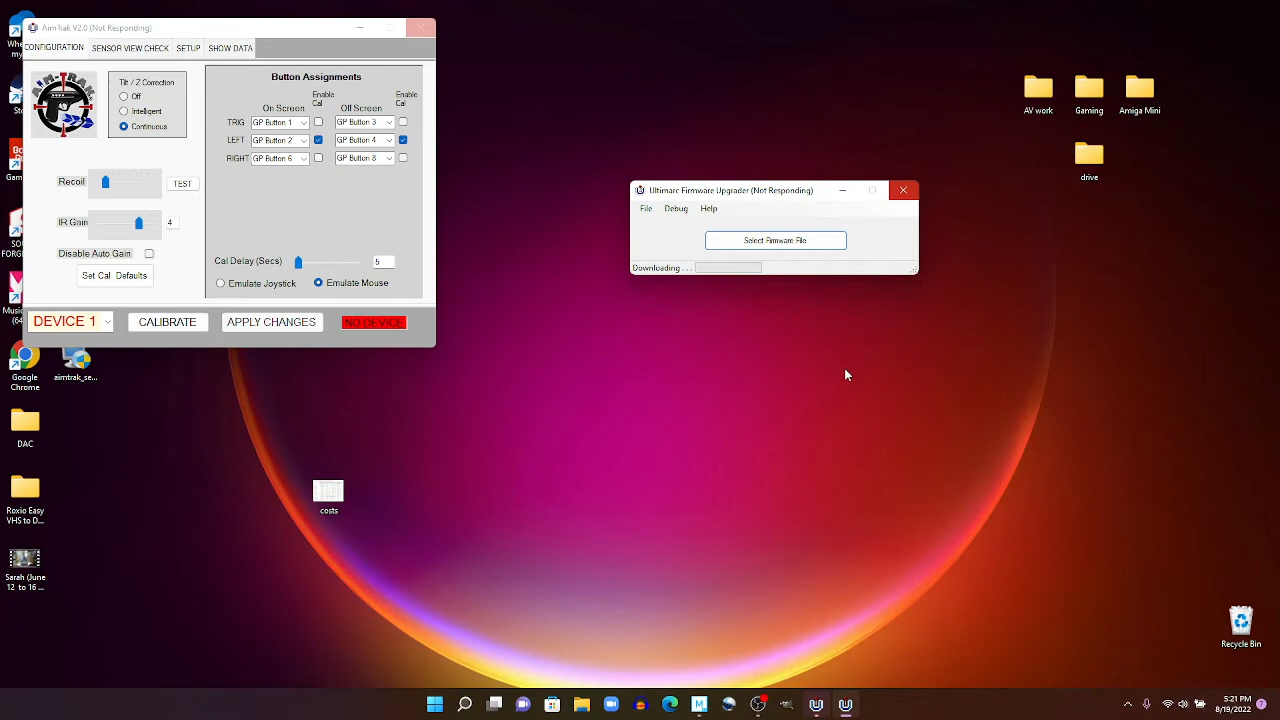 AimTrak V2.0 (Not Responding)
CONFIGURATION
SENSOR VIEW CHECK
SETUP
SHOW DATA
AIM-TRAK
Tilt / Z Correction
Off
Intelligent
Continuous
Button Assignments
On Screen
Enable
Cal
Off Screen
Enable
Cal
TRIG
GP Button 1
GP Button 3
LEFT
GP Button 2
GP Button 4
RIGHT
GP Button 6
GP Button 8
Recoil
TEST
IR Gain
4
Disable Auto Gain
Set Cal Defaults
Cal Delay (Secs)
5
Emulate Joystick
Emulate Mouse
DEVICE 1
CALIBRATE
APPLY CHANGES
NO DEVICE
Ultimarc Firmware Upgrader (Not Responding)
File
Debug
Help
Select Firmware File
Downloading . . .
AV work
Gaming
Amiga Mini
drive
Google
Chrome
aimtrak_se...
DAC
Roxio Easy
VHS to D...
Sarah (June
12 to 16 ...
costs
Recycle Bin
5:21 PM
8/19/2022
7